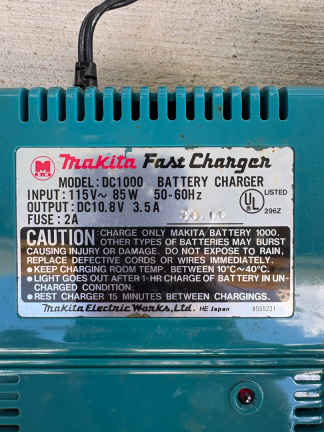 M
Makita Fast Charger
MODEL: DC1000 BATTERY CHARGER
INPUT: 115V~ 85W 50-60Hz
OUTPUT: DC10.8V 3.5A
FUSE: 2A
UL LISTED
296Z
CAUTION: CHARGE ONLY MAKITA BATTERY 1000.
OTHER TYPES OF BATTERIES MAY BURST
CAUSING INJURY OR DAMAGE. DO NOT EXPOSE TO RAIN,
REPLACE DEFECTIVE CORDS OR WIRES IMMEDIATELY.
●KEEP CHARGING ROOM TEMP. BETWEEN 10°C~40°C.
●LIGHT GOES OUT AFTER 1-HR CHARGE OF BATTERY IN UN-
CHARGED CONDITION.
●REST CHARGER 15 MINUTES BETWEEN CHARGINGS.
Makita Electric Works, Ltd. HE Japan